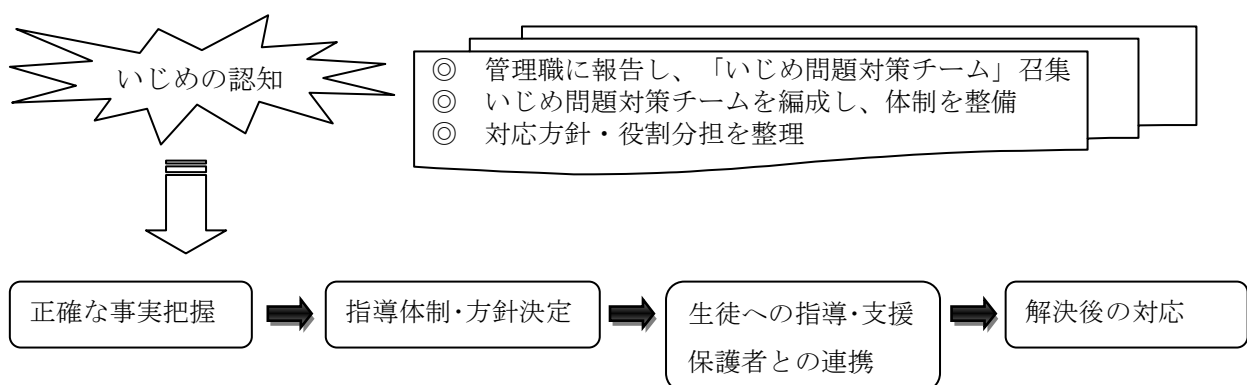 いじめの認知
◎ 管理職に報告し、「いじめ問題対策チーム」召集
◎ いじめ問題対策チームを編成し、体制を整備
◎ 対応方針・役割分担を整理
正確な事実把握
指導体制・方針決定
生徒への指導・支援
保護者との連携
解決後の対応